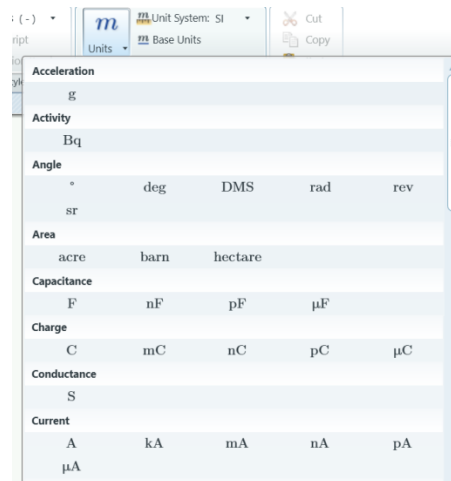 (-)
m Unit System: SI
Cut
ript
m Base Units
Copy
Units
Acceleration
g
Activity
Bq
Angle
° deg DMS rad rev
sr
Area
acre barn hectare
Capacitance
F nF pF μF
Charge
C mC nC pC μC
Conductance
S
Current
A kA mA nA pA
μA